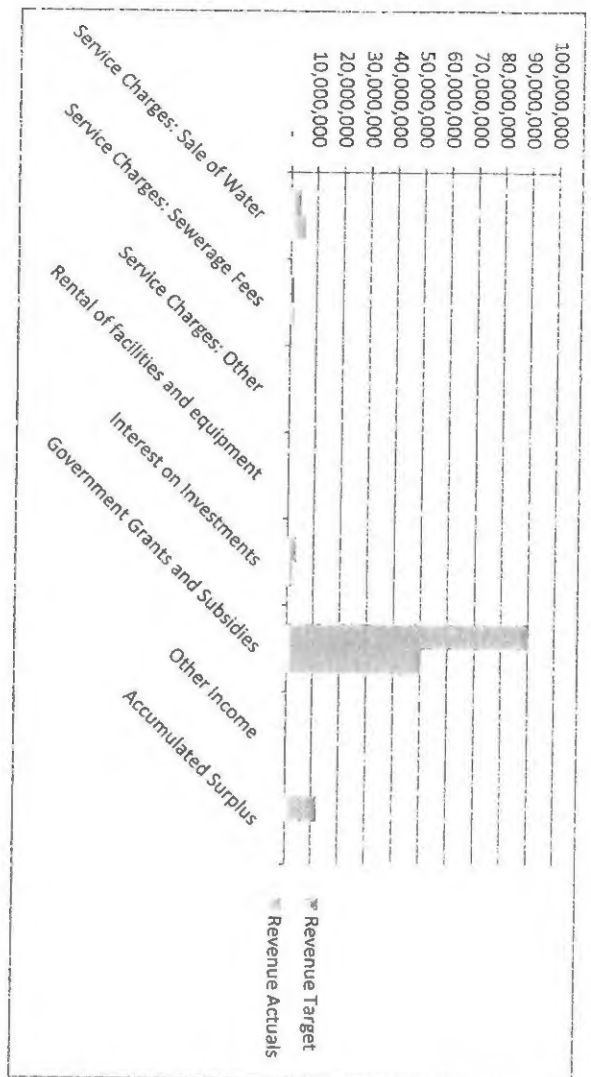 100,000,000
90,000,000
80,000,000
70,000,000
60,000,000
50,000,000
40,000,000
30,000,000
20,000,000
10,000,000
-
Service Charges: Sale of Water
Service Charges: Sewerage Fees
Service Charges: Other
Rental of facilities and equipment
Interest on Investments
Government Grants and Subsidies
Other Income
Accumulated Surplus
Revenue Target
Revenue Actuals